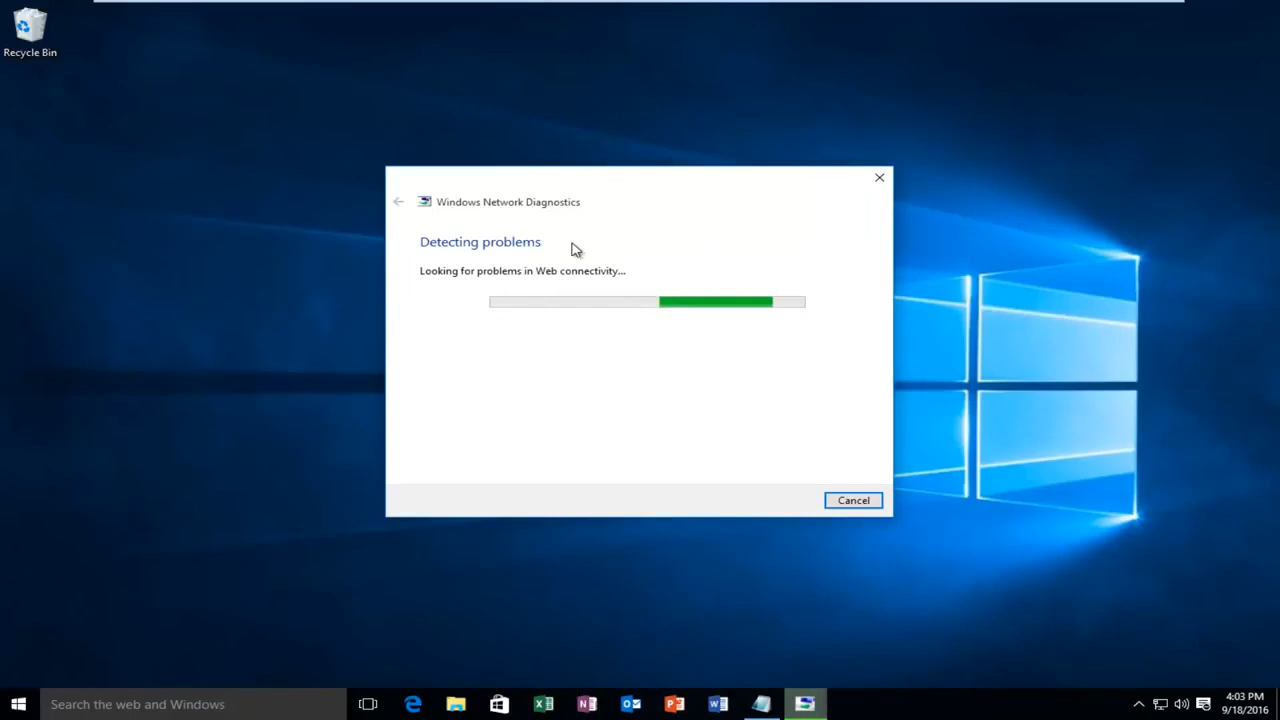 Recycle Bin
Windows Network Diagnostics
Detecting problems
Looking for problems in Web connectivity...
Cancel
Search the web and Windows
4:03 PM
9/18/2016